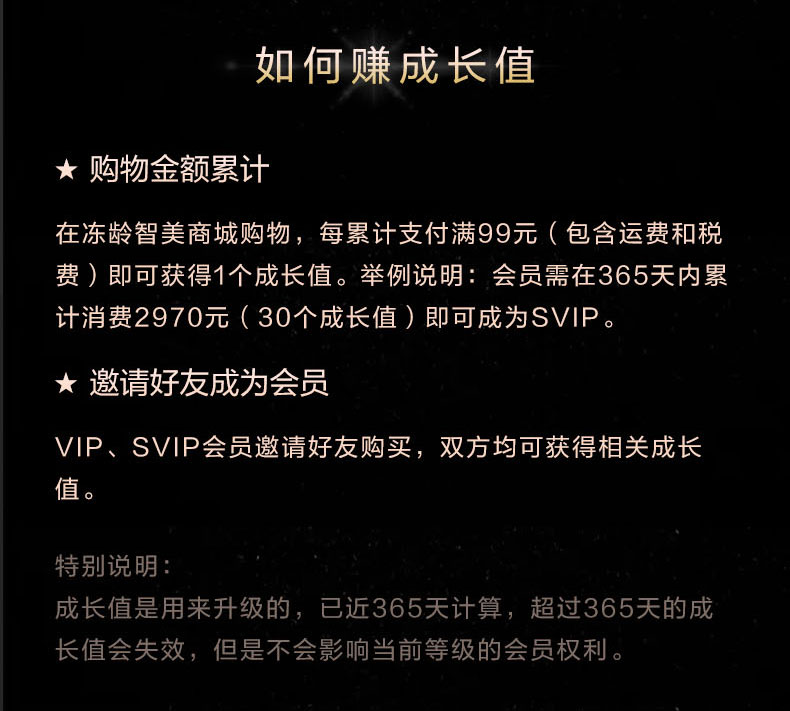 如何赚成长值
★ 购物金额累计
在冻龄智美商城购物，每累计支付满99元（包含运费和税
费）即可获得1个成长值。举例说明：会员需在365天内累
计消费2970元（30个成长值）即可成为SVIP。
★ 邀请好友成为会员
VIP、SVIP会员邀请好友购买，双方均可获得相关成长
值。
特别说明：
成长值是用来升级的，已近365天计算，超过365天的成
长值会失效，但是不会影响当前等级的会员权利。